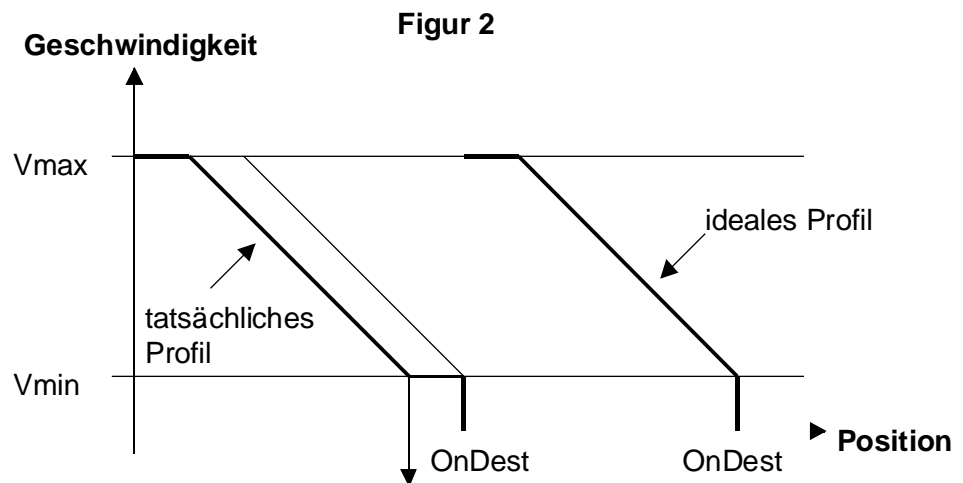 Figur 2
Geschwindigkeit
Vmax
ideales Profil
tatsächliches
Profil
Vmin
OnDest
OnDest
Position